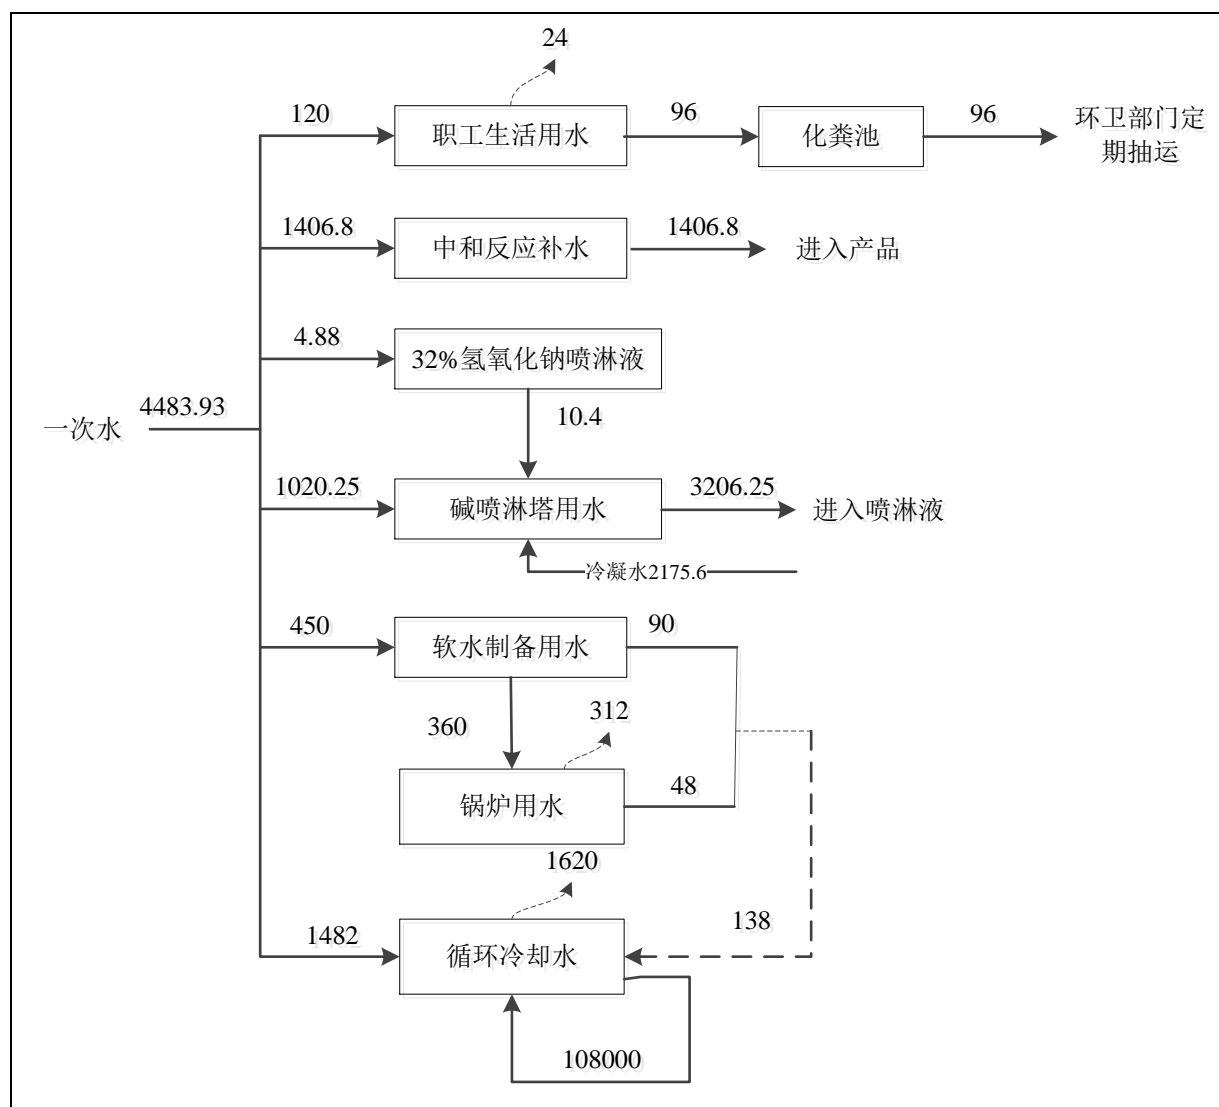 24
120
职工生活用水
96
化粪池
96
环卫部门定
期抽运
1406.8
中和反应补水
1406.8
进入产品
4.88
32%氢氧化钠喷淋液
一次水
4483.93
10.4
1020.25
碱喷淋塔用水
3206.25
进入喷淋液
冷凝水2175.6
450
软水制备用水
90
360
312
锅炉用水
48
1620
1482
循环冷却水
138
108000